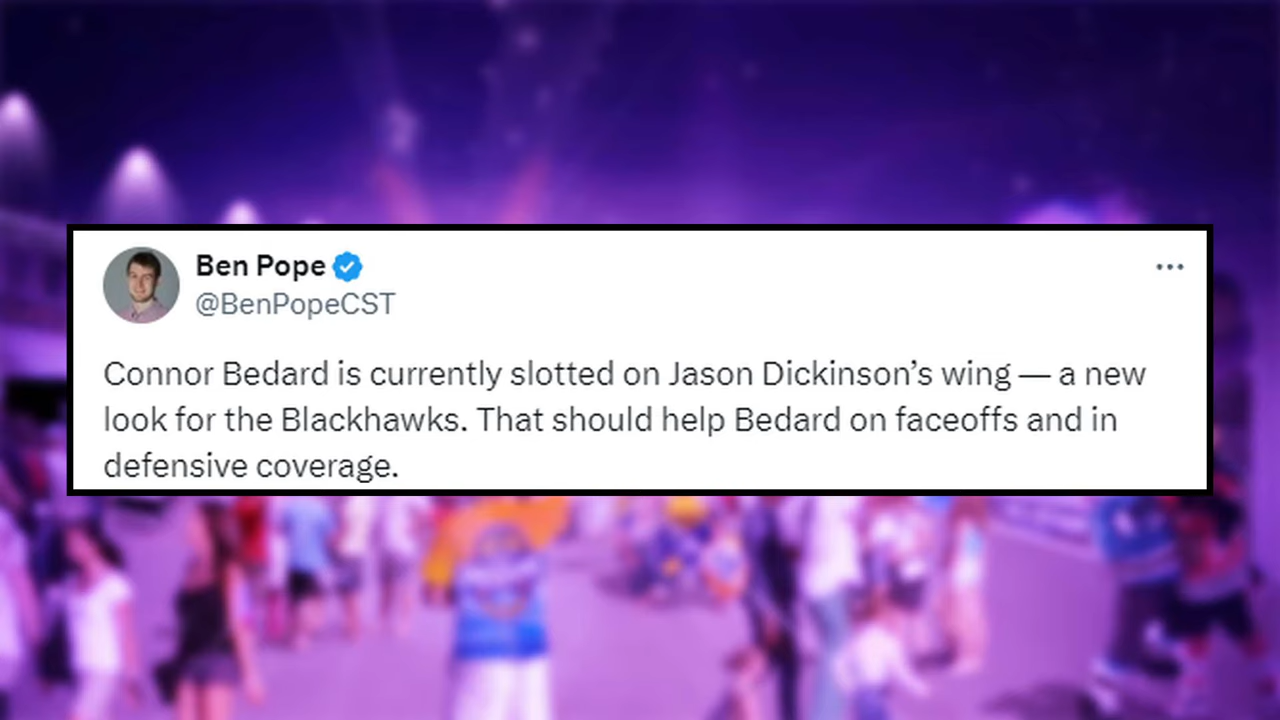 Ben Pope
@BenPopeCST
Connor Bedard is currently slotted on Jason Dickinson’s wing — a new
look for the Blackhawks. That should help Bedard on faceoffs and in
defensive coverage.